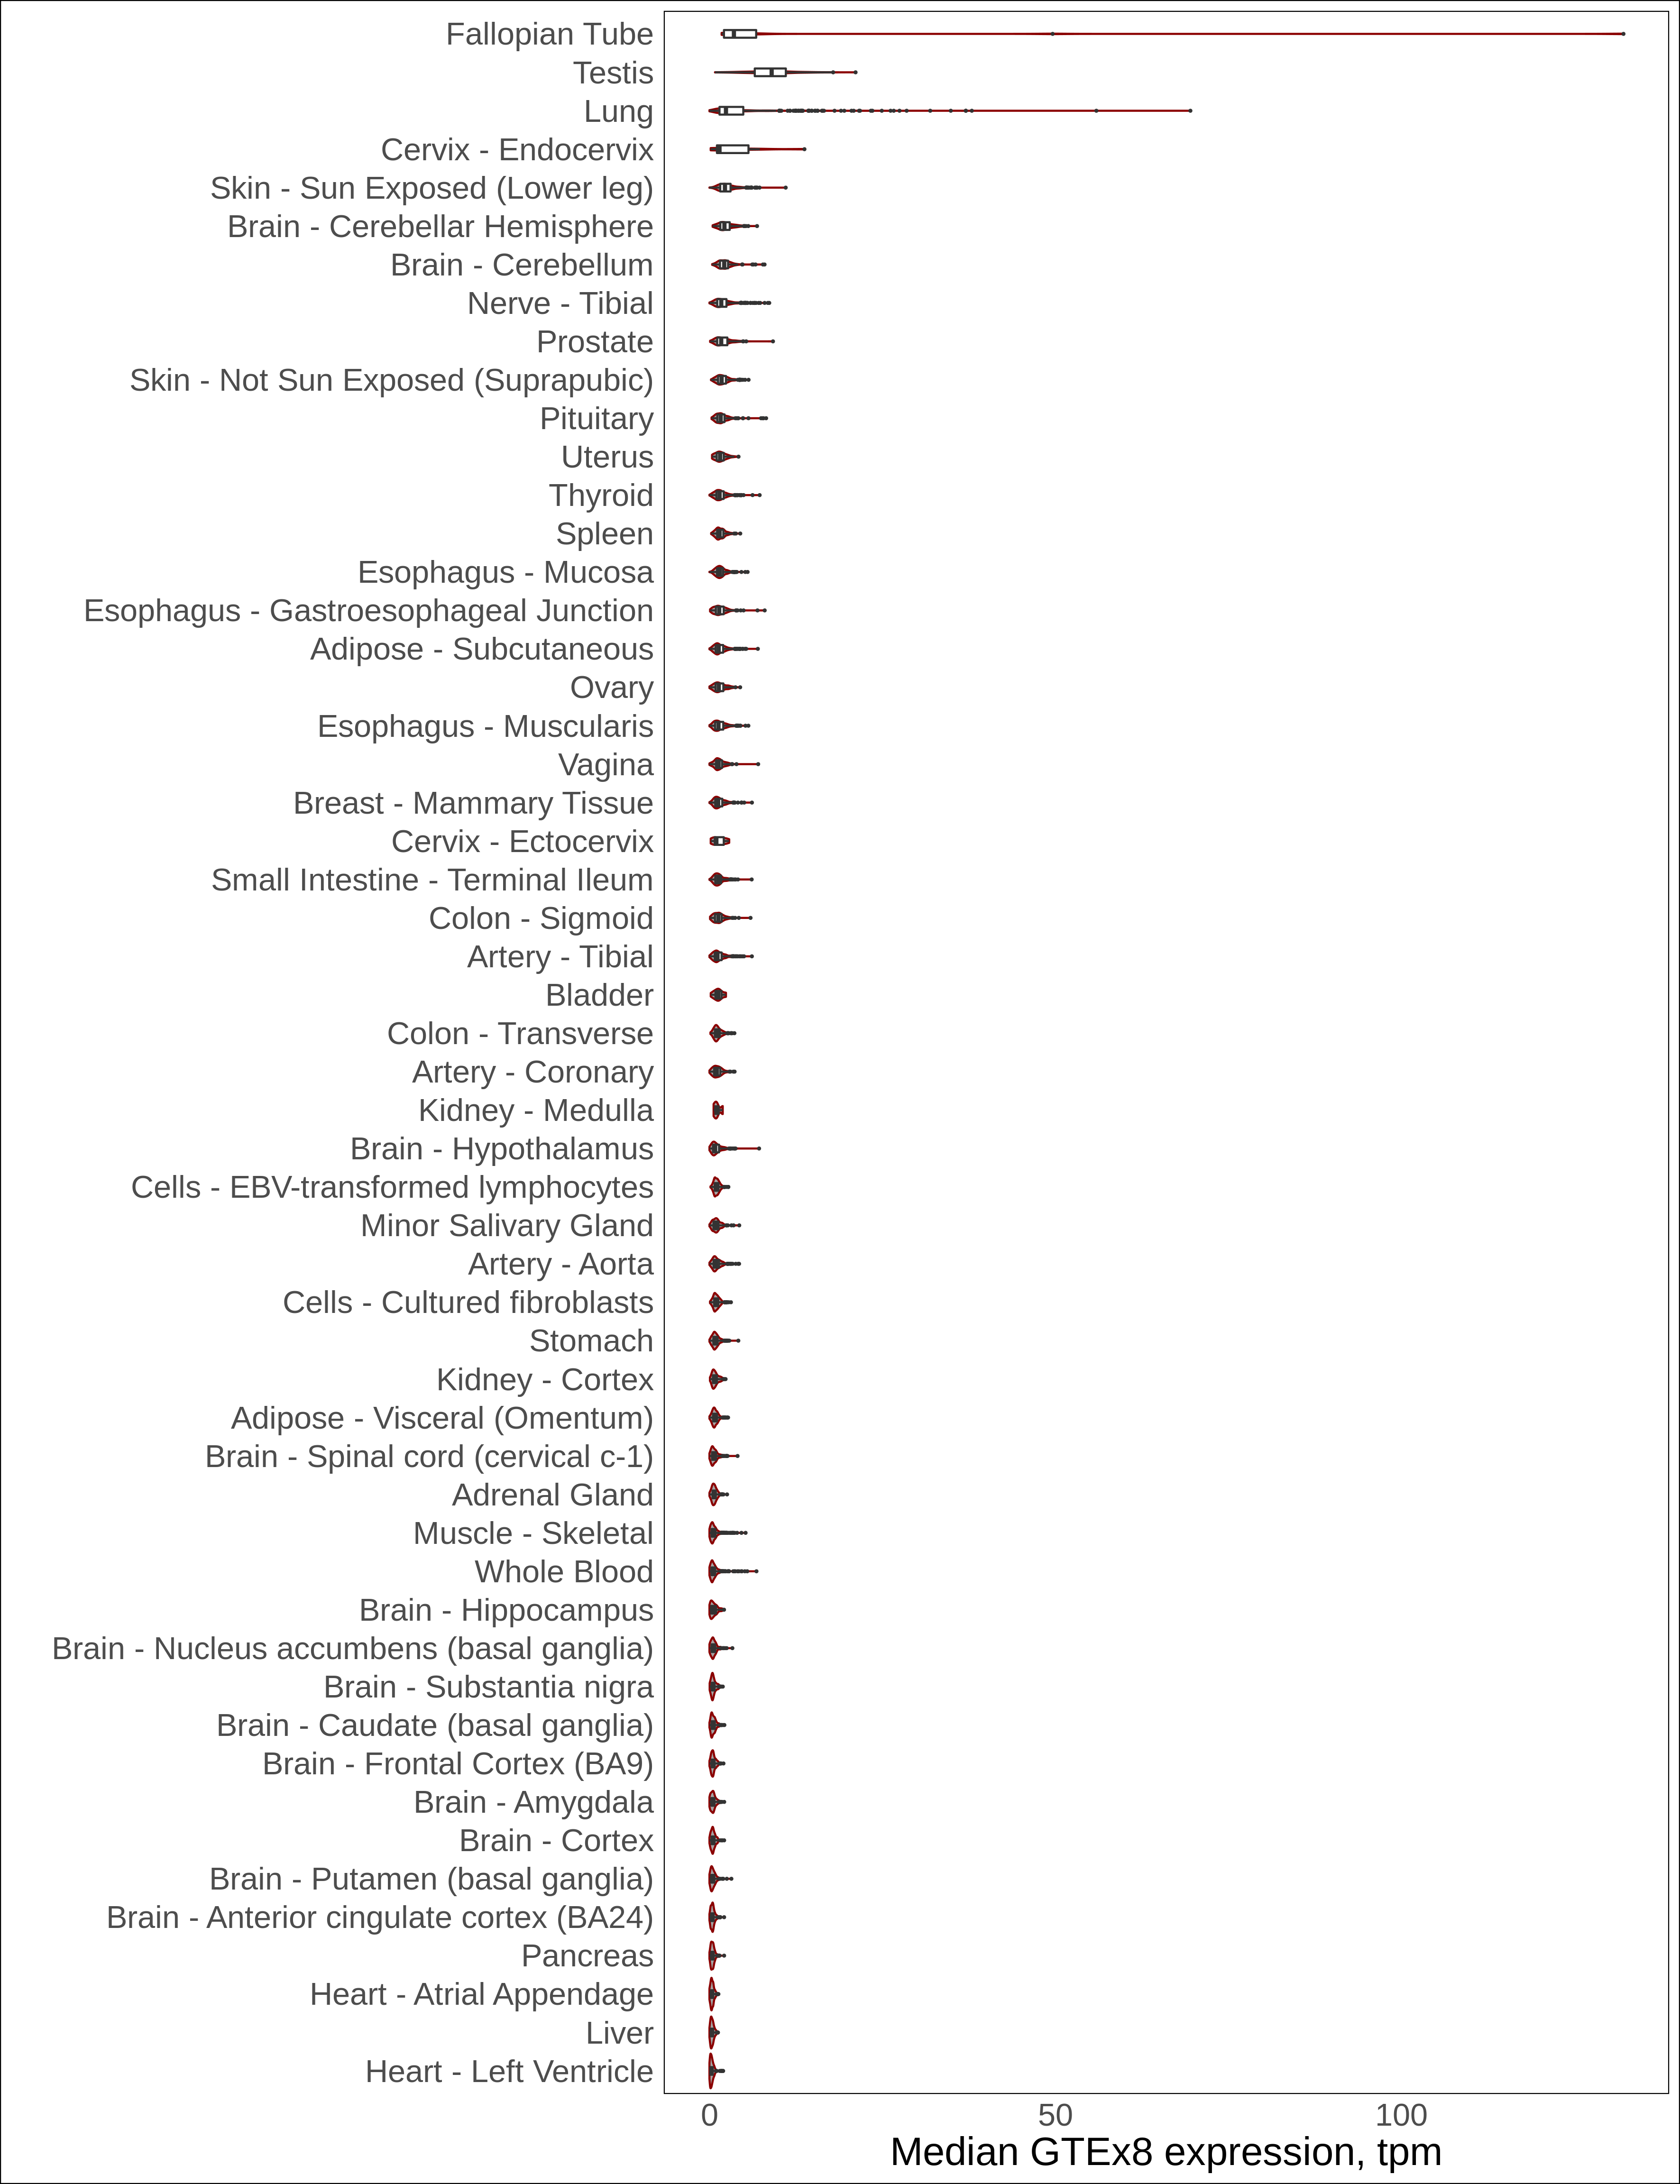 Fallopian Tube
Testis
Lung
Cervix - Endocervix
Skin - Sun Exposed (Lower leg)
Brain - Cerebellar Hemisphere
Brain - Cerebellum
Nerve - Tibial
Prostate
Skin - Not Sun Exposed (Suprapubic)
Pituitary
Uterus
Thyroid
Spleen
Esophagus - Mucosa
Esophagus - Gastroesophageal Junction
Adipose - Subcutaneous
Ovary
Esophagus - Muscularis
Vagina
Breast - Mammary Tissue
Cervix - Ectocervix
Small Intestine - Terminal Ileum
Colon - Sigmoid
Artery - Tibial
Bladder
Colon - Transverse
Artery - Coronary
Kidney - Medulla
Brain - Hypothalamus
Cells - EBV-transformed lymphocytes
Minor Salivary Gland
Artery - Aorta
Cells - Cultured fibroblasts
Stomach
Kidney - Cortex
Adipose - Visceral (Omentum)
Brain - Spinal cord (cervical c-1)
Adrenal Gland
Muscle - Skeletal
Whole Blood
Brain - Hippocampus
Brain - Nucleus accumbens (basal ganglia)
Brain - Substantia nigra
Brain - Caudate (basal ganglia)
Brain - Frontal Cortex (BA9)
Brain - Amygdala
Brain - Cortex
Brain - Putamen (basal ganglia)
Brain - Anterior cingulate cortex (BA24)
Pancreas
Heart - Atrial Appendage
Liver
Heart - Left Ventricle
0 50 100
Median GTEx8 expression, tpm